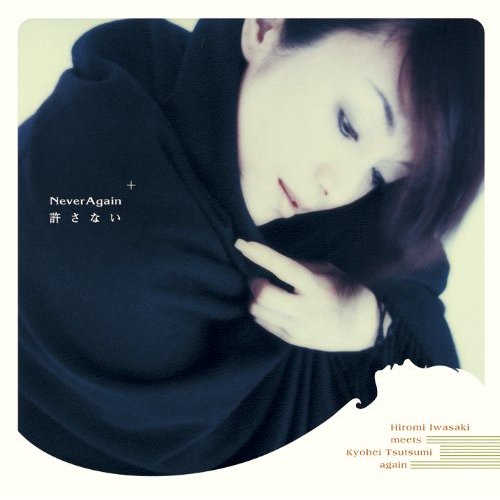 NeverAgain
許さない
Hiromi Iwasaki
meets
Kyohei Tsutsumi
again